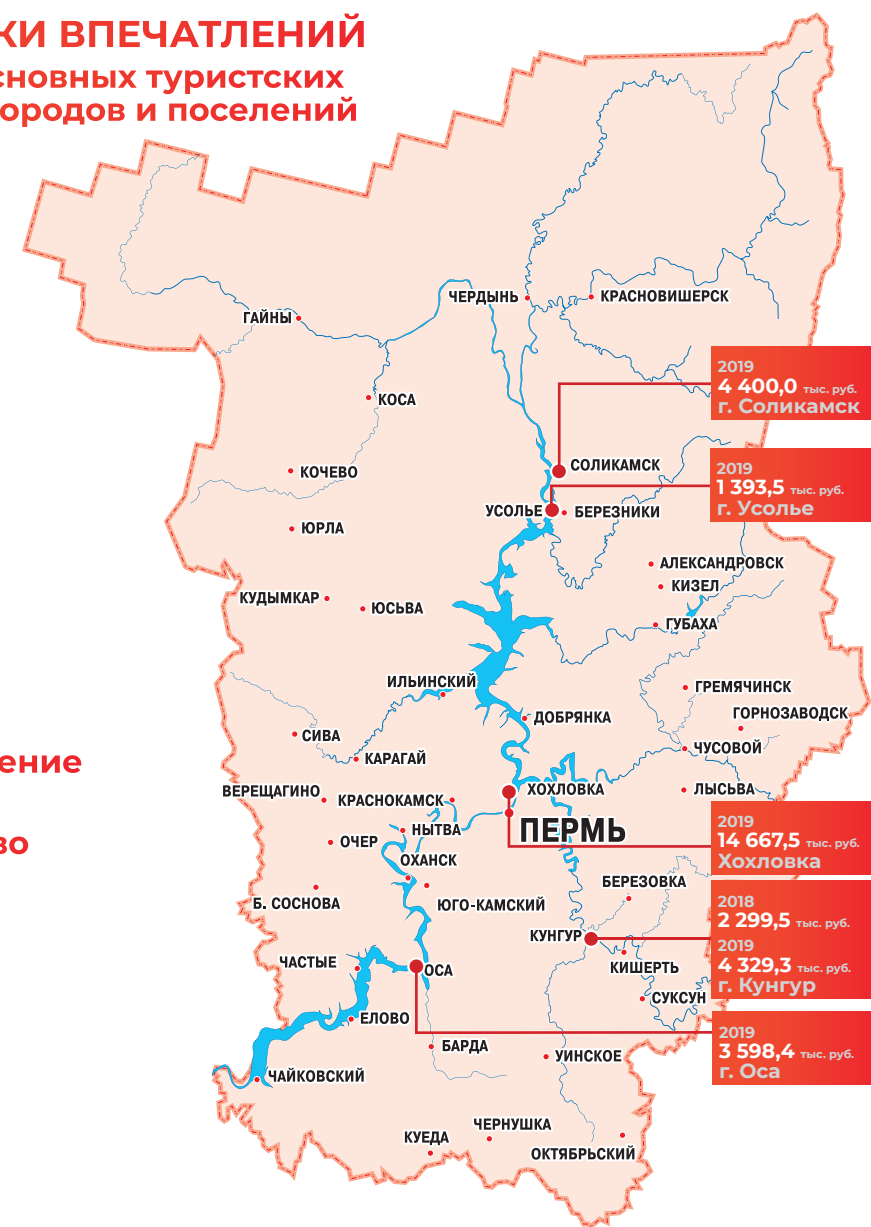 КИ ВПЕЧАТЛЕНИЙ
сновных туристских
ородов и поселений
ЧЕРДЫНЬ
КРАСНОВИШЕРСК
ГАЙНЫ
2019
4 400,0 тыс. руб.
г. Соликамск
КОСА
СОЛИКАМСК
КОЧЕВО
2019
1 393,5 тыс. руб.
г. Усолье
УСОЛЬЕ
БЕРЕЗНИКИ
ЮРЛА
АЛЕКСАНДРОВСК
КИЗЕЛ
КУДЫМКАР
ЮСЬВА
ГУБАХА
ИЛЬИНСКИЙ
ГРЕМЯЧИНСК
ГОРНОЗАВОДСК
ДОБРЯНКА
СИВА
ЧУСОВОЙ
КАРАГАЙ
ение
ВЕРЕЩАГИНО
КРАСНОКАМСК
ХОХЛОВКА
ЛЫСЬВА
2019
14 667,5 тыс. руб.
Хохловка
НЫТВА
ПЕРМЬ
во
ОЧЕР
ОХАНСК
БЕРЕЗОВКА
Б. СОСНОВА
ЮГО-КАМСКИЙ
2018
2 299,5 тыс. руб.
2019
4 329,3 тыс. руб.
г. Кунгур
КУНГУР
ЧАСТЫЕ
ОСА
КИШЕРТЬ
СУКСУН
ЕЛОВО
2019
3 598,4 тыс. руб.
г. Оса
БАРДА
УИНСКОЕ
ЧАЙКОВСКИЙ
ЧЕРНУШКА
КУЕДА
ОКТЯБРЬСКИЙ